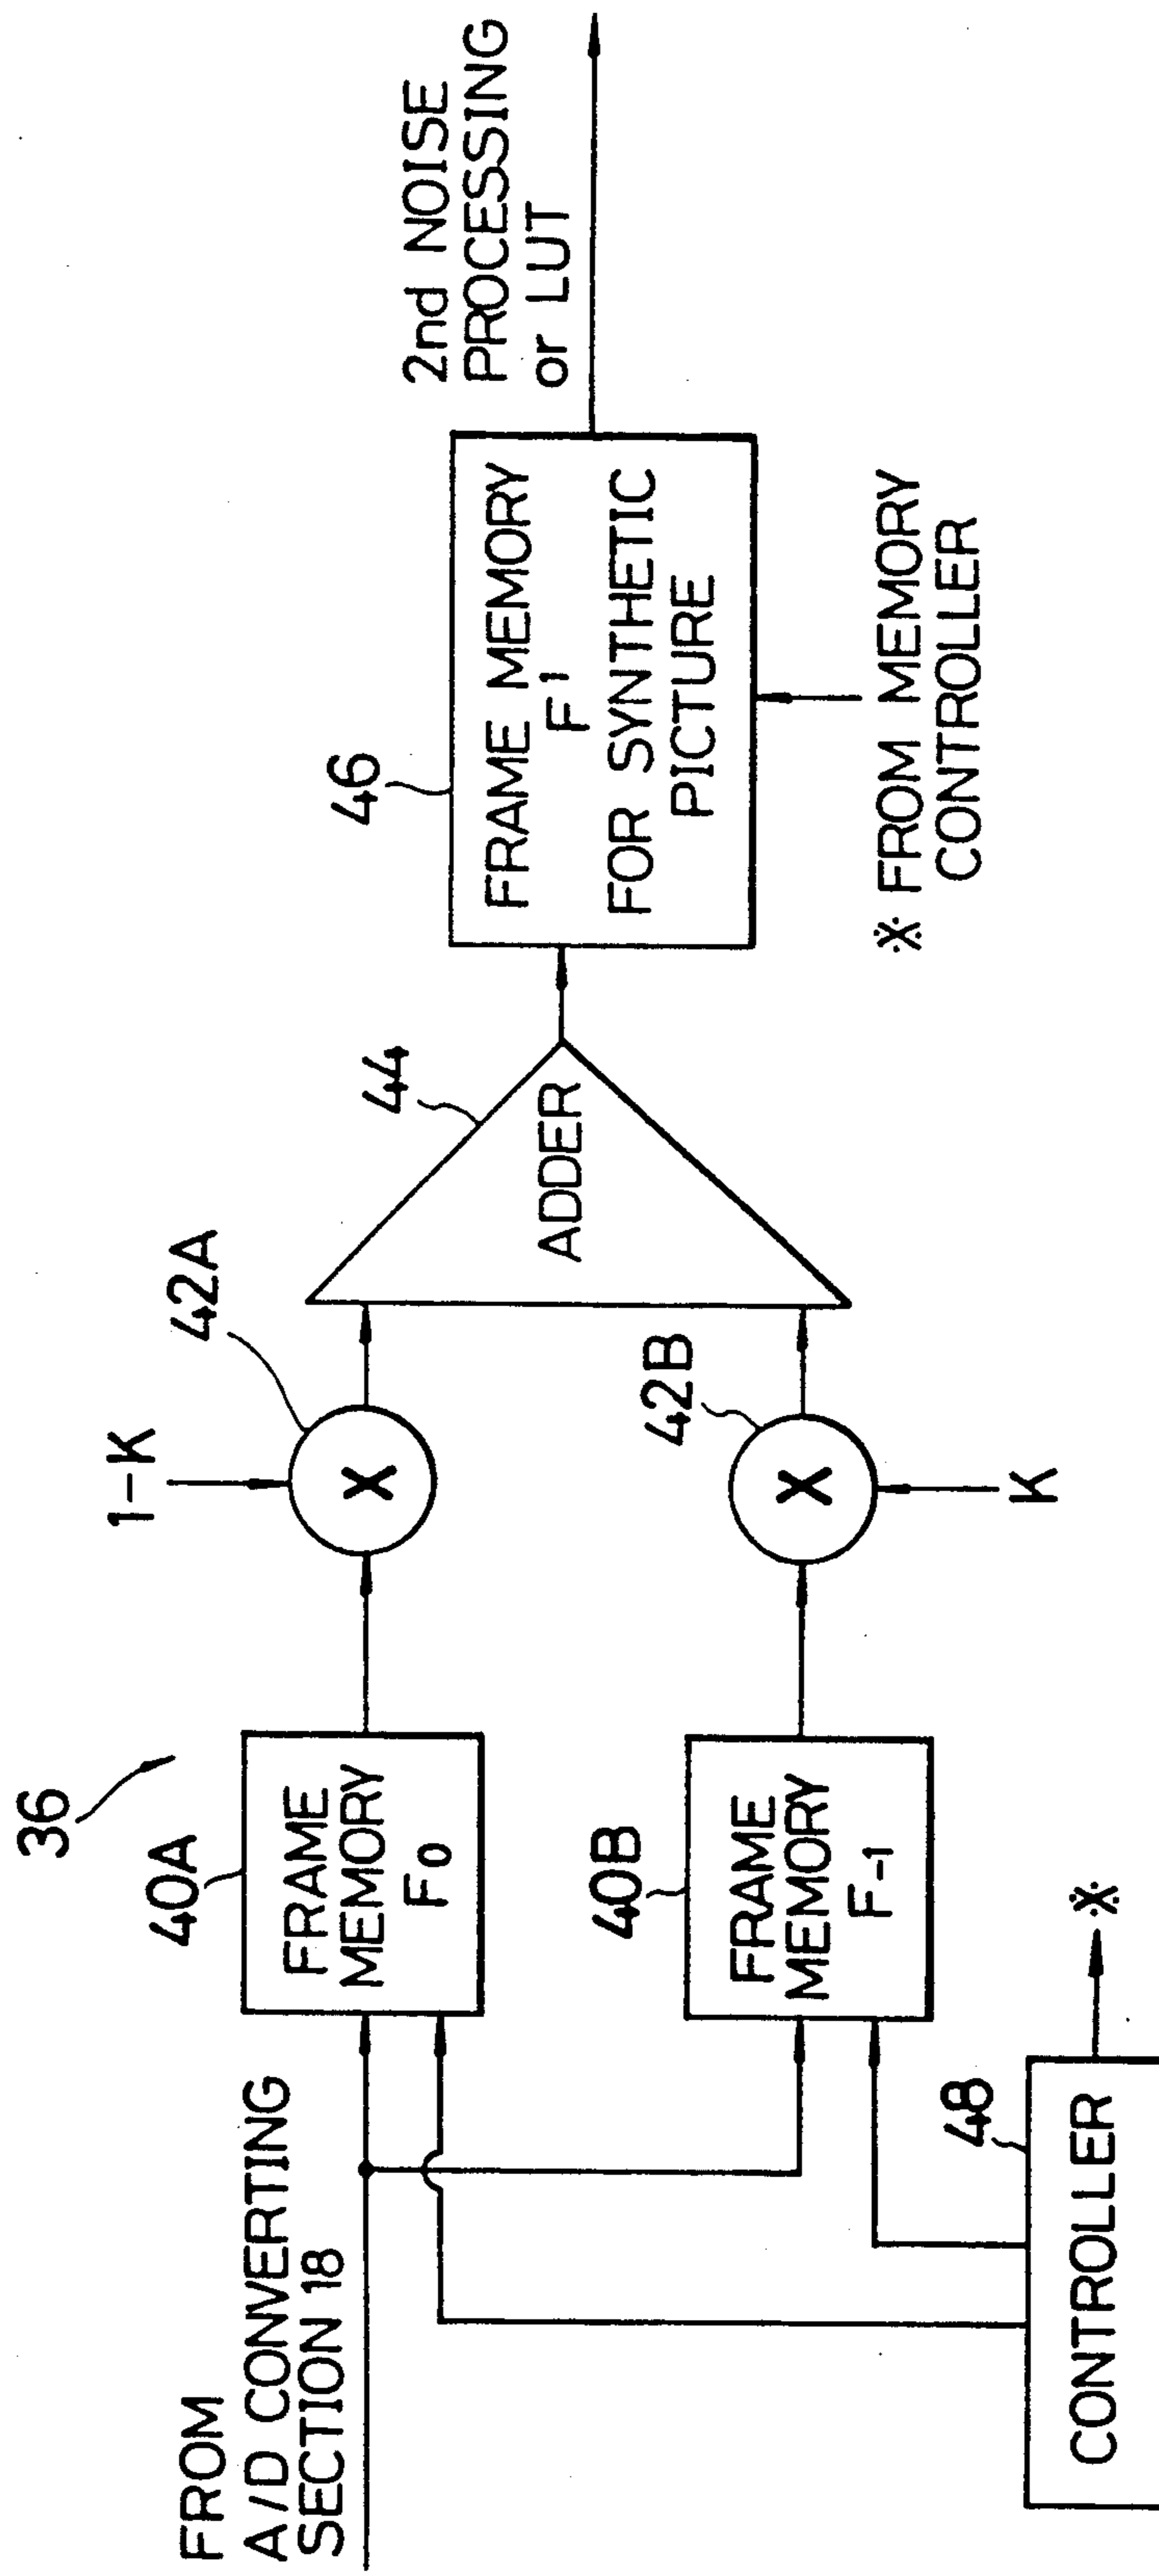 36
FROM
A/D CONVERTING
SECTION 18
40A
FRAME
MEMORY
F0
1-K
42A
X
40B
FRAME
MEMORY
F-1
42B
X
K
44
ADDER
46
FRAME MEMORY
F1
FOR SYNTHETIC
PICTURE
2nd NOISE
PROCESSING
or LUT
※ FROM MEMORY
CONTROLLER
48
CONTROLLER
※